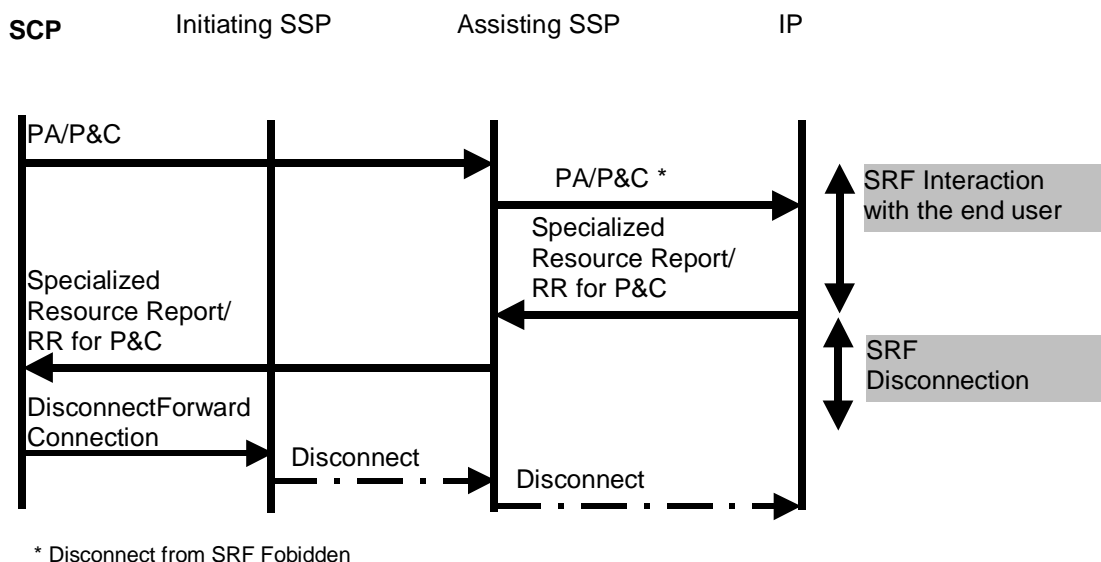 SCP Initiating SSP Assisting SSP IP
PA/P&C
PA/P&C *
SRF Interaction
with the end user
Specialized
Resource Report/
RR for P&C
Specialized
Resource Report/
RR for P&C
SRF
Disconnection
DisconnectForward
Connection
Disconnect
Disconnect
* Disconnect from SRF Fobidden